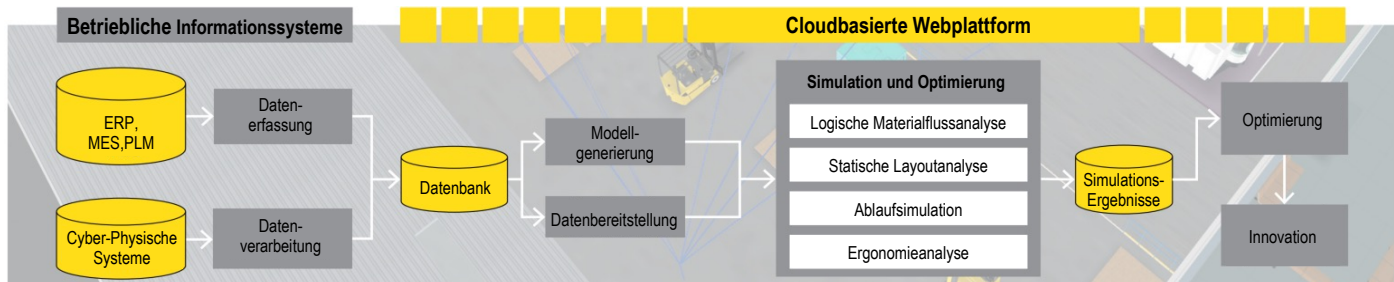 Betriebliche Informationssysteme
Cloudbasierte Webplattform
ERP,
MES,PLM
Daten-
erfassung
Cyber-Physische
Systeme
Daten-
verarbeitung
Datenbank
Modell-
generierung
Datenbereitstellung
Simulation und Optimierung
Logische Materialflussanalyse
Statische Layoutanalyse
Ablaufsimulation
Ergonomieanalyse
Simulations-
Ergebnisse
Optimierung
Innovation